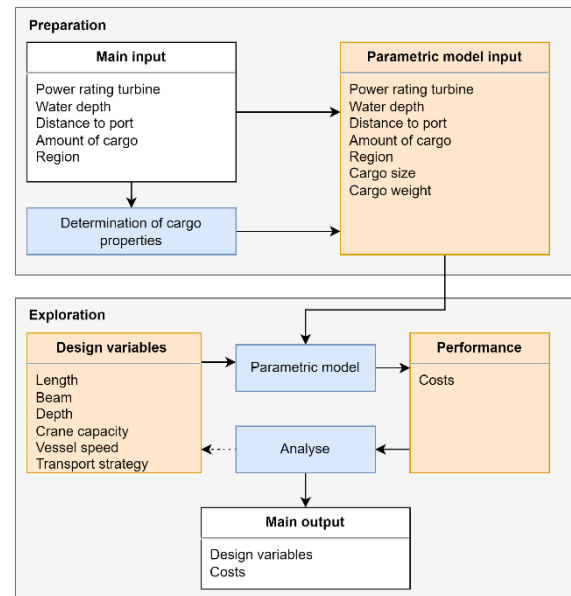 Preparation
Main input
Power rating turbine
Water depth
Distance to port
Amount of cargo
Region
Parametric model input
Power rating turbine
Water depth
Distance to port
Amount of cargo
Region
Cargo size
Cargo weight
Determination of cargo
properties
Exploration
Design variables
Length
Beam
Depth
Crane capacity
Vessel speed
Transport strategy
Parametric model
Performance
Costs
Analyse
Main output
Design variables
Costs